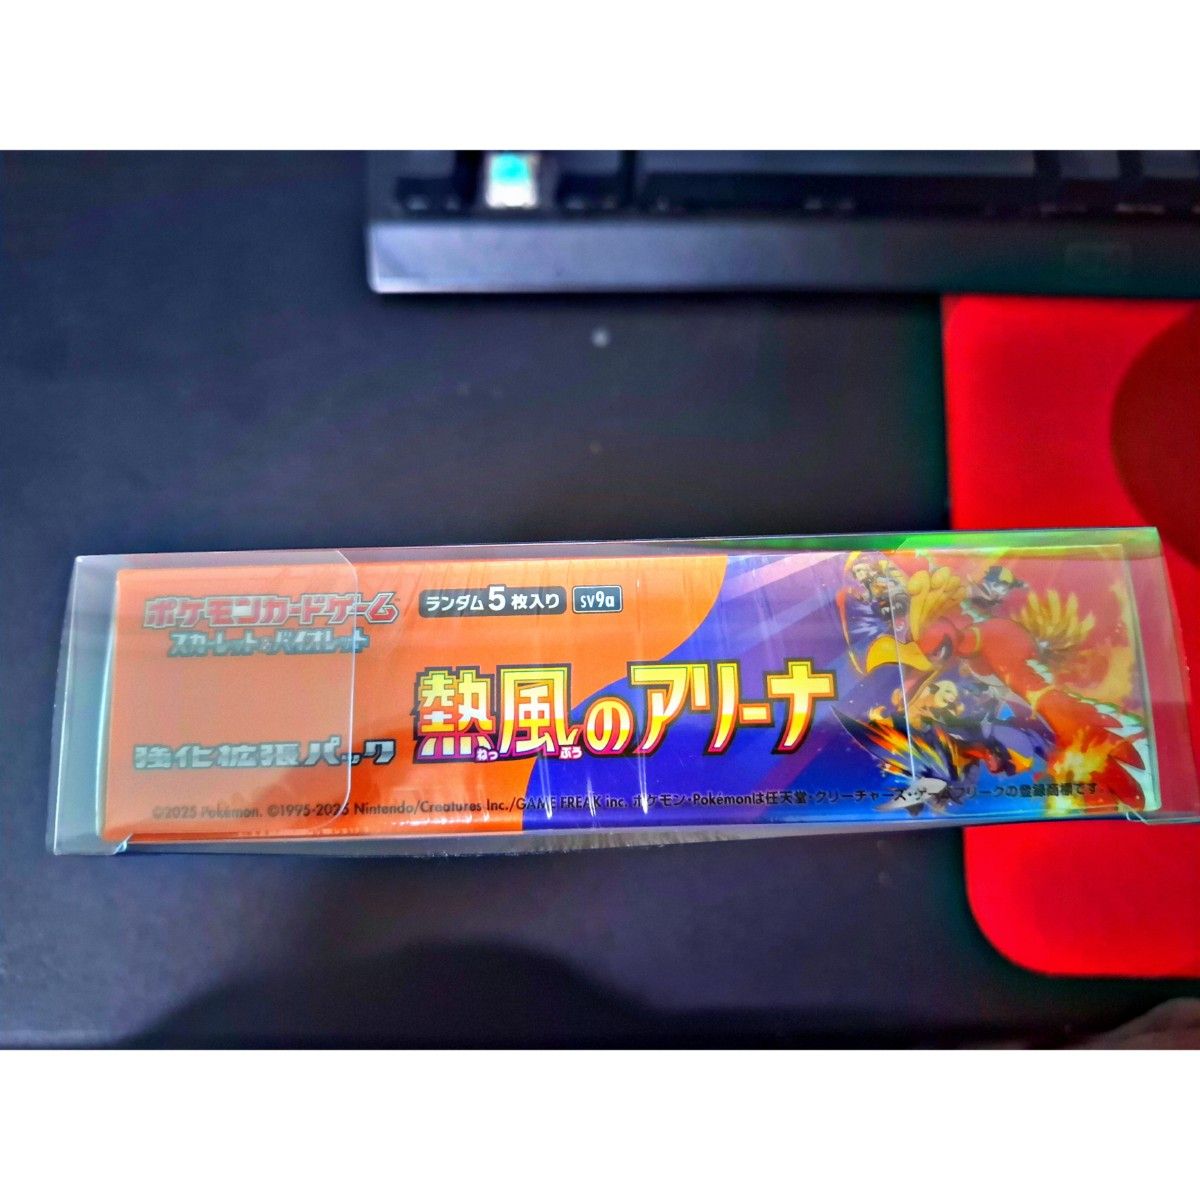 ポケモンカードゲーム
スカーレット&バイオレット
ランダム5枚入り SV9a
強化拡張パック
熱風のアリーナ
ねっ ぷう
©2025 Pokémon. ©1995-2025 Nintendo/Creatures Inc./GAME FREAK inc. ポケモン・Pokémonは任天堂・クリーチャーズ・ゲームフリークの登録商標です。